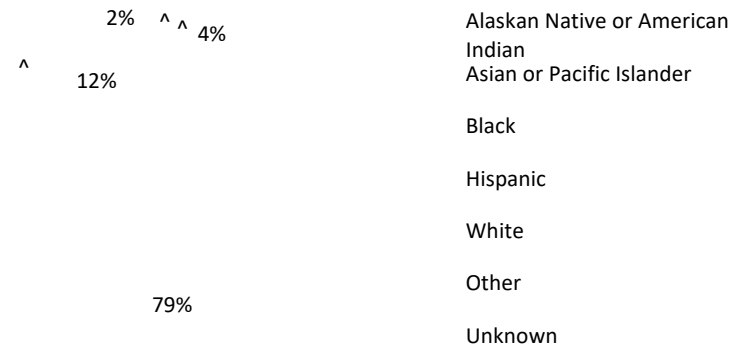 2% ^ ^ 4%
^
12%
79%
Alaskan Native or American
Indian
Asian or Pacific Islander
Black
Hispanic
White
Other
Unknown